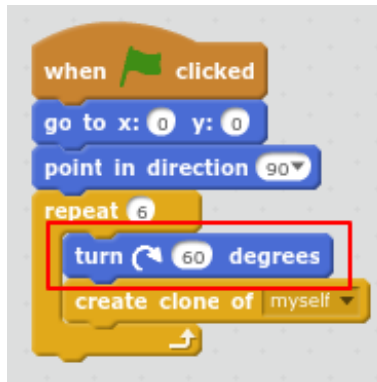 when clicked
go to x: 0 y: 0
point in direction 90
repeat 6
turn 60 degrees
create clone of myself